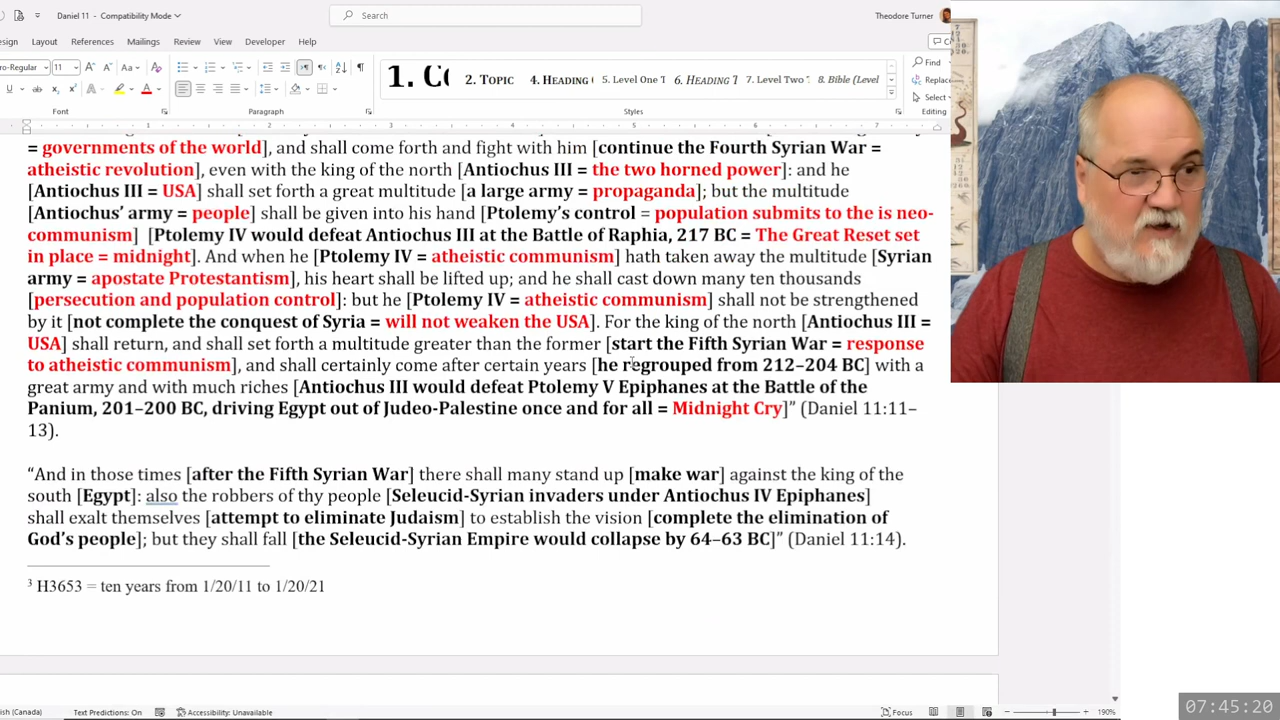 Daniel 11 - Compatibility Mode
Search
Theodore Turner
esign Layout References Mailings Review View Developer Help
ro-Regular 11
Aa
1. Co
2. TOPIC 4. HEADING 5. Level One T 6. HEADING T 7. Level Two 8. Bible (Level
Find
Replace
Select
Font Paragraph Styles Editing
1 2 3 4 5 6 7
= governments of the world], and shall come forth and fight with him [continue the Fourth Syrian War =
atheistic revolution], even with the king of the north [Antiochus III = the two horned power]: and he
[Antiochus III = USA] shall set forth a great multitude [a large army = propaganda]; but the multitude
[Antiochus’ army = people] shall be given into his hand [Ptolemy’s control = population submits to the is neo-
communism] [Ptolemy IV would defeat Antiochus III at the Battle of Raphia, 217 BC = The Great Reset set
in place = midnight]. And when he [Ptolemy IV = atheistic communism] hath taken away the multitude [Syrian
army = apostate Protestantism], his heart shall be lifted up; and he shall cast down many ten thousands
[persecution and population control]: but he [Ptolemy IV = atheistic communism] shall not be strengthened
by it [not complete the conquest of Syria = will not weaken the USA]. For the king of the north [Antiochus III =
USA] shall return, and shall set forth a multitude greater than the former [start the Fifth Syrian War = response
to atheistic communism], and shall certainly come after certain years [he regrouped from 212–204 BC] with a
great army and with much riches [Antiochus III would defeat Ptolemy V Epiphanes at the Battle of the
Panium, 201–200 BC, driving Egypt out of Judeo-Palestine once and for all = Midnight Cry]” (Daniel 11:11–
13).
“And in those times [after the Fifth Syrian War] there shall many stand up [make war] against the king of the
south [Egypt]: also the robbers of thy people [Seleucid-Syrian invaders under Antiochus IV Epiphanes]
shall exalt themselves [attempt to eliminate Judaism] to establish the vision [complete the elimination of
God’s people]; but they shall fall [the Seleucid-Syrian Empire would collapse by 64–63 BC]” (Daniel 11:14).
3 H3653 = ten years from 1/20/11 to 1/20/21
ish (Canada) Text Predictions: On Accessibility: Unavailable Focus 190%
07:45:20